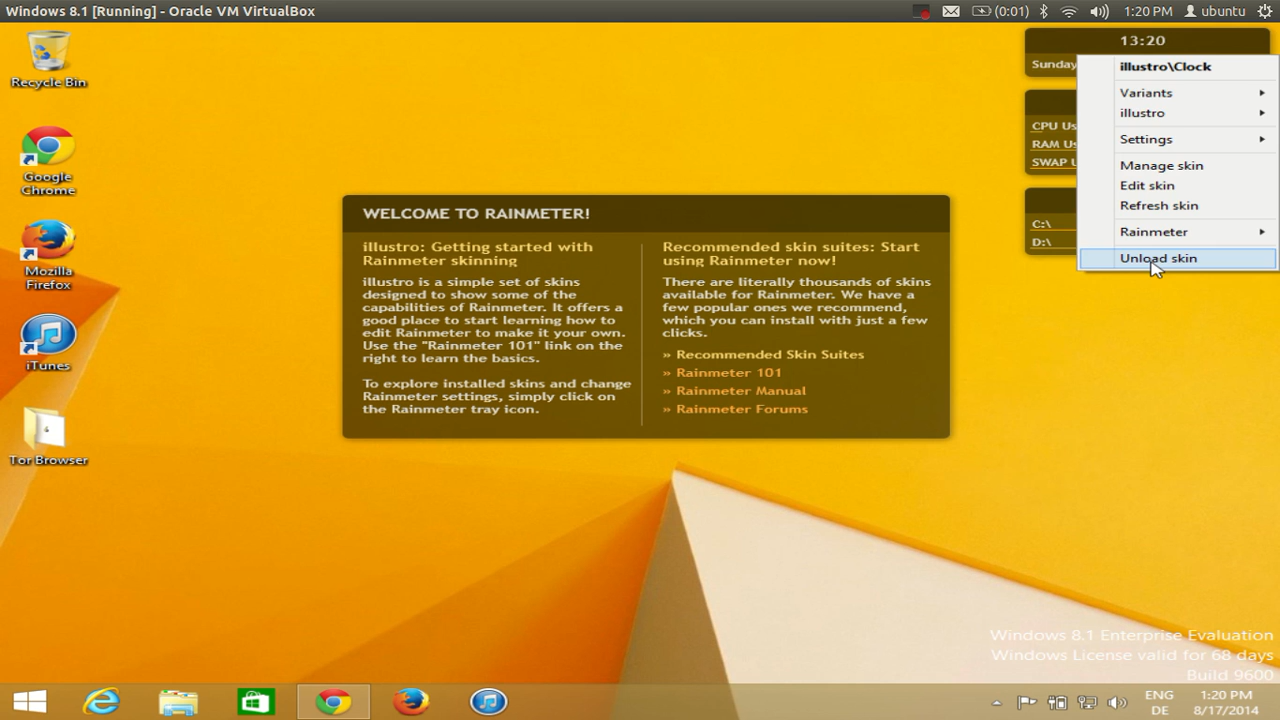 Windows 8.1 [Running] - Oracle VM VirtualBox
(0:01)
1:20 PM
ubuntu
Recycle Bin
Google
Chrome
Mozilla
Firefox
iTunes
Tor Browser
13:20
Sunday
CPU Us
RAM Us
SWAP U
C:\
D:\
illustro\Clock
Variants
illustro
Settings
Manage skin
Edit skin
Refresh skin
Rainmeter
Unload skin
WELCOME TO RAINMETER!
illustro: Getting started with
Rainmeter skinning
illustro is a simple set of skins
designed to show some of the
capabilities of Rainmeter. It offers a
good place to start learning how to
edit Rainmeter to make it your own.
Use the "Rainmeter 101" link on the
right to learn the basics.
To explore installed skins and change
Rainmeter settings, simply click on
the Rainmeter tray icon.
Recommended skin suites: Start
using Rainmeter now!
There are literally thousands of skins
available for Rainmeter. We have a
few popular ones we recommend,
which you can install with just a few
clicks.
» Recommended Skin Suites
» Rainmeter 101
» Rainmeter Manual
» Rainmeter Forums
Windows 8.1 Enterprise Evaluation
Windows License valid for 68 days
Build 9600
ENG
DE
1:20 PM
8/17/2014